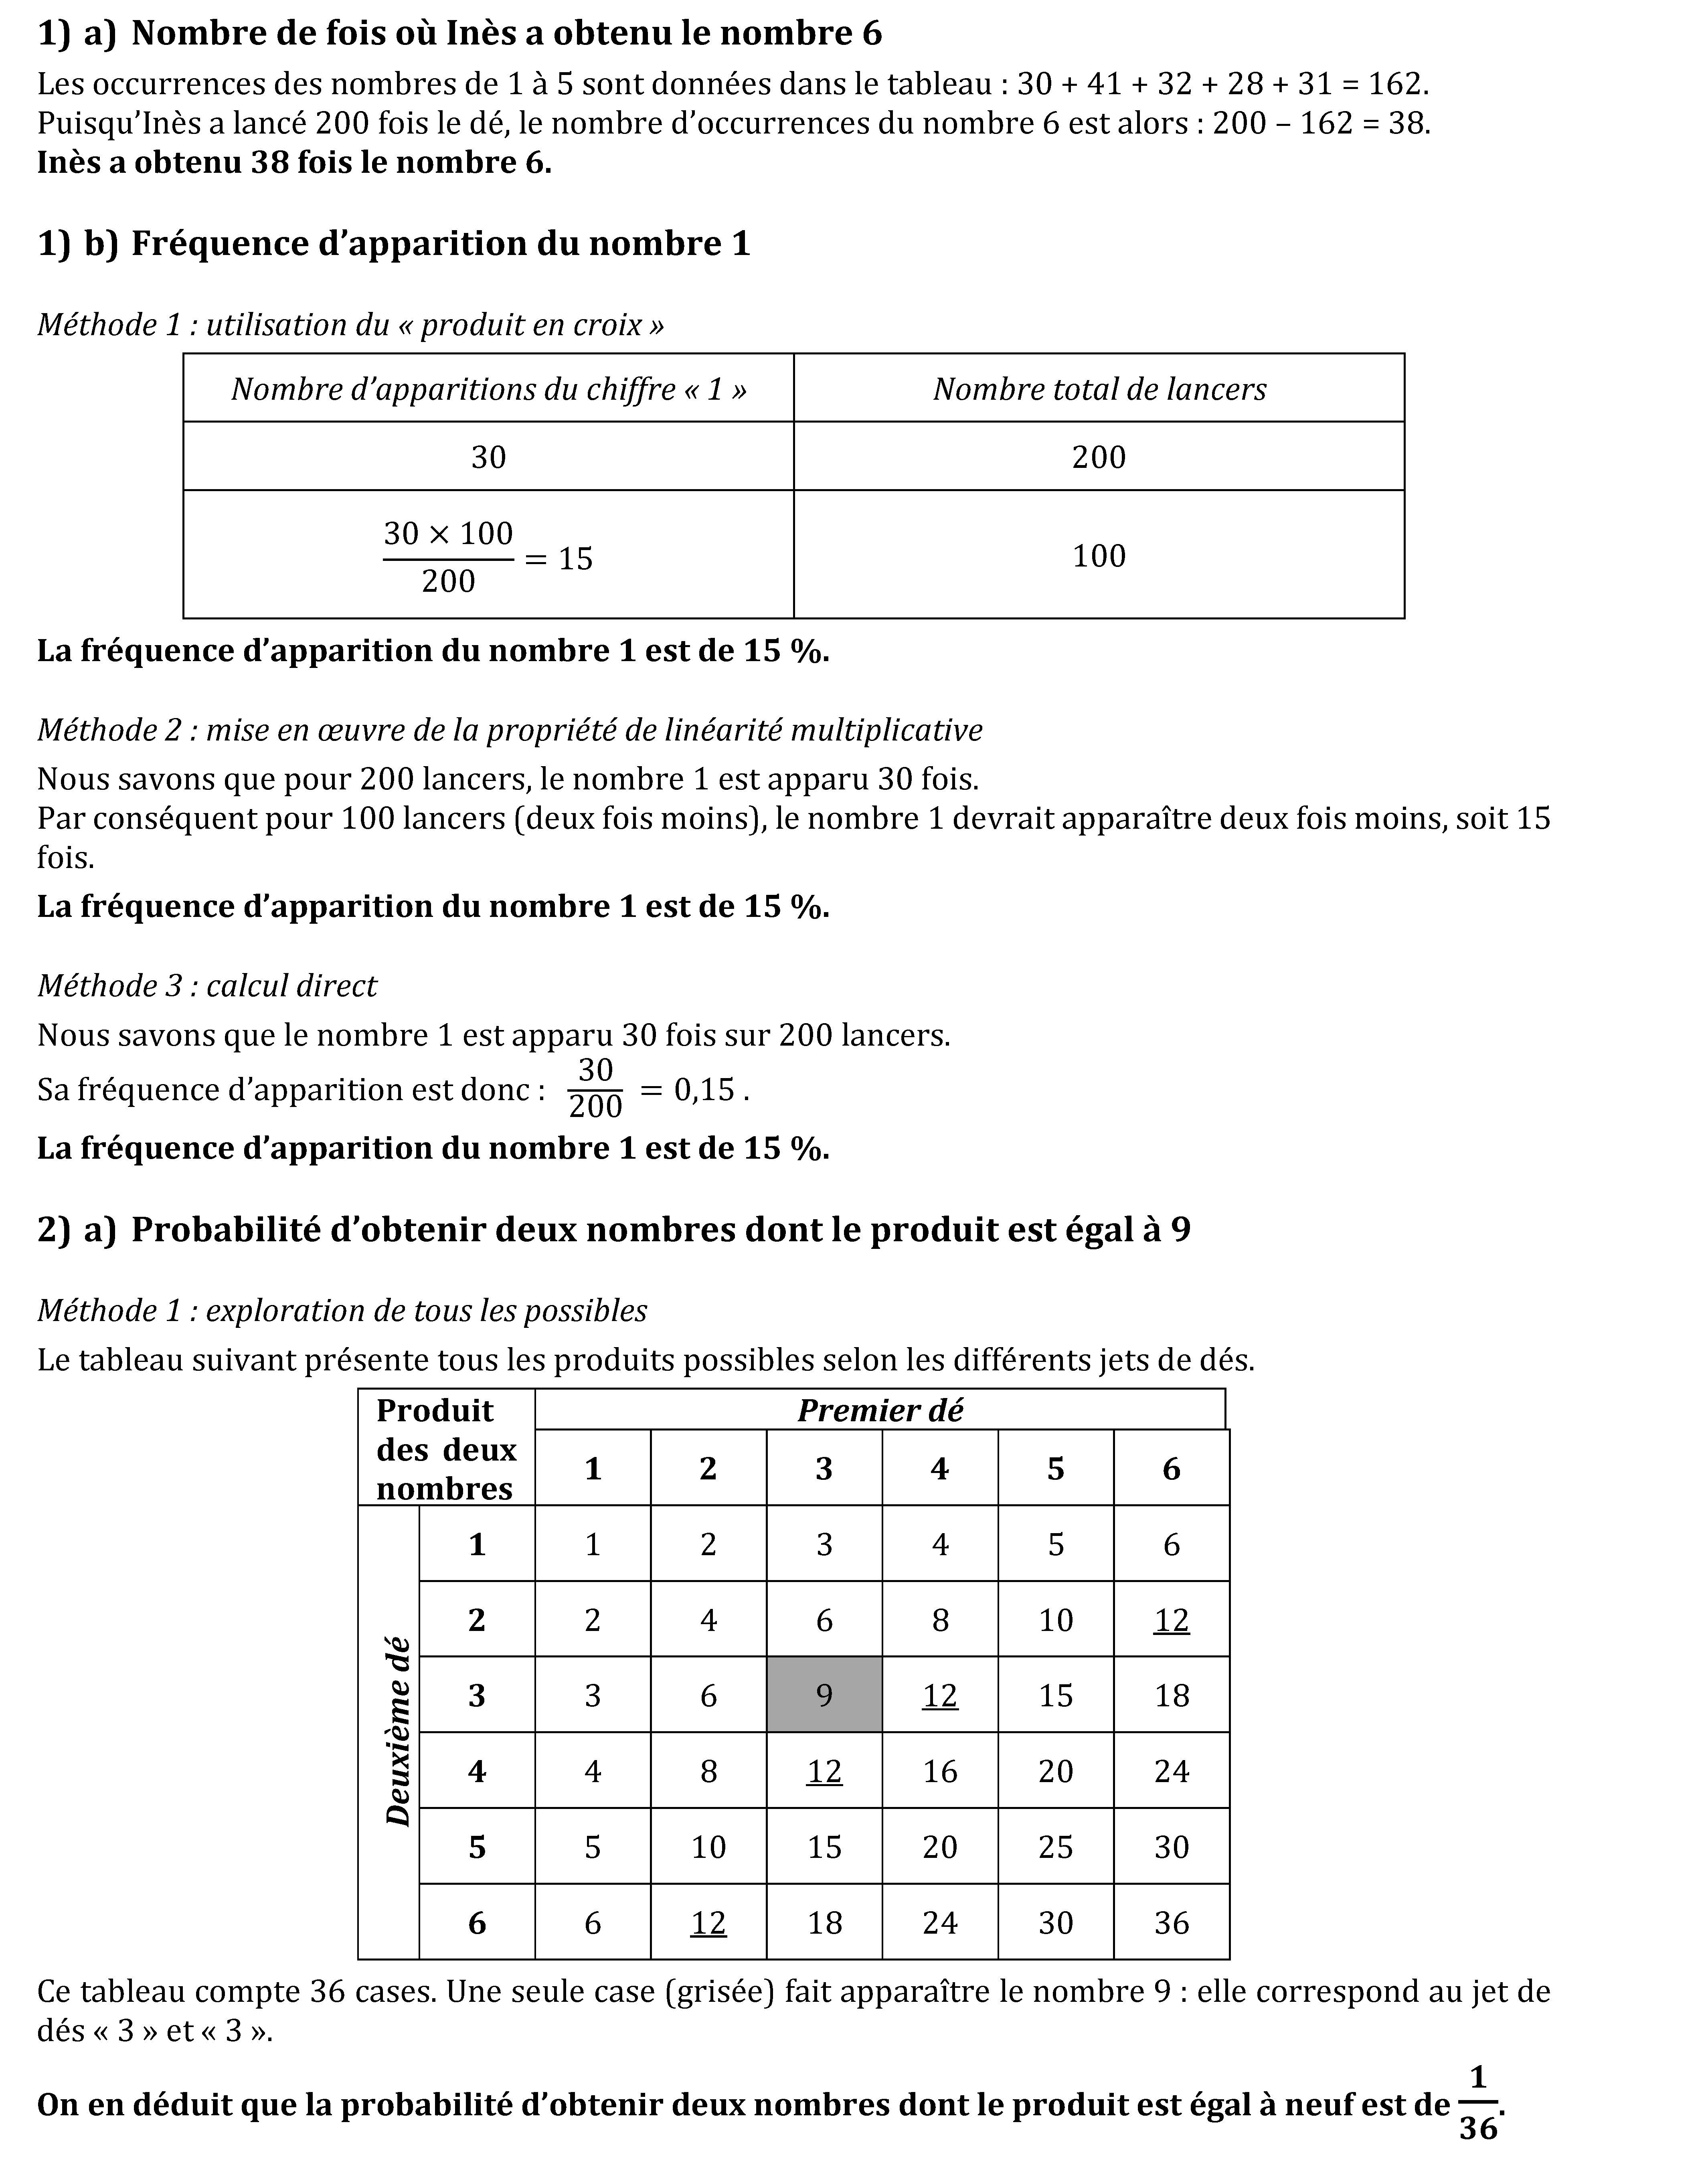 1) a) Nombre de fois où Inès a obtenu le nombre 6
Les occurrences des nombres de 1 à 5 sont données dans le tableau : 30 + 41 + 32 + 28 + 31 = 162.
Puisqu’Inès a lancé 200 fois le dé, le nombre d’occurrences du nombre 6 est alors : 200 – 162 = 38.
Inès a obtenu 38 fois le nombre 6.
1) b) Fréquence d’apparition du nombre 1
Méthode 1 : utilisation du « produit en croix »
Nombre d’apparitions du chiffre « 1 » Nombre total de lancers
30 200
30 × 100
200
= 15
100
La fréquence d’apparition du nombre 1 est de 15 %.
Méthode 2 : mise en œuvre de la propriété de linéarité multiplicative
Nous savons que pour 200 lancers, le nombre 1 est apparu 30 fois.
Par conséquent pour 100 lancers (deux fois moins), le nombre 1 devrait apparaître deux fois moins, soit 15
fois.
La fréquence d’apparition du nombre 1 est de 15 %.
Méthode 3 : calcul direct
Nous savons que le nombre 1 est apparu 30 fois sur 200 lancers.
Sa fréquence d’apparition est donc : 30/200 = 0,15 .
La fréquence d’apparition du nombre 1 est de 15 %.
2) a) Probabilité d’obtenir deux nombres dont le produit est égal à 9
Méthode 1 : exploration de tous les possibles
Le tableau suivant présente tous les produits possibles selon les différents jets de dés.
Produit
des deux
nombres
Premier dé
1 2 3 4 5 6
Deuxième dé
1 1 2 3 4 5 6
2 2 4 6 8 10 12
3 3 6 9 12 15 18
4 4 8 12 16 20 24
5 5 10 15 20 25 30
6 6 12 18 24 30 36
Ce tableau compte 36 cases. Une seule case (grisée) fait apparaître le nombre 9 : elle correspond au jet de
dés « 3 » et « 3 ».
On en déduit que la probabilité d’obtenir deux nombres dont le produit est égal à neuf est de 1/36.